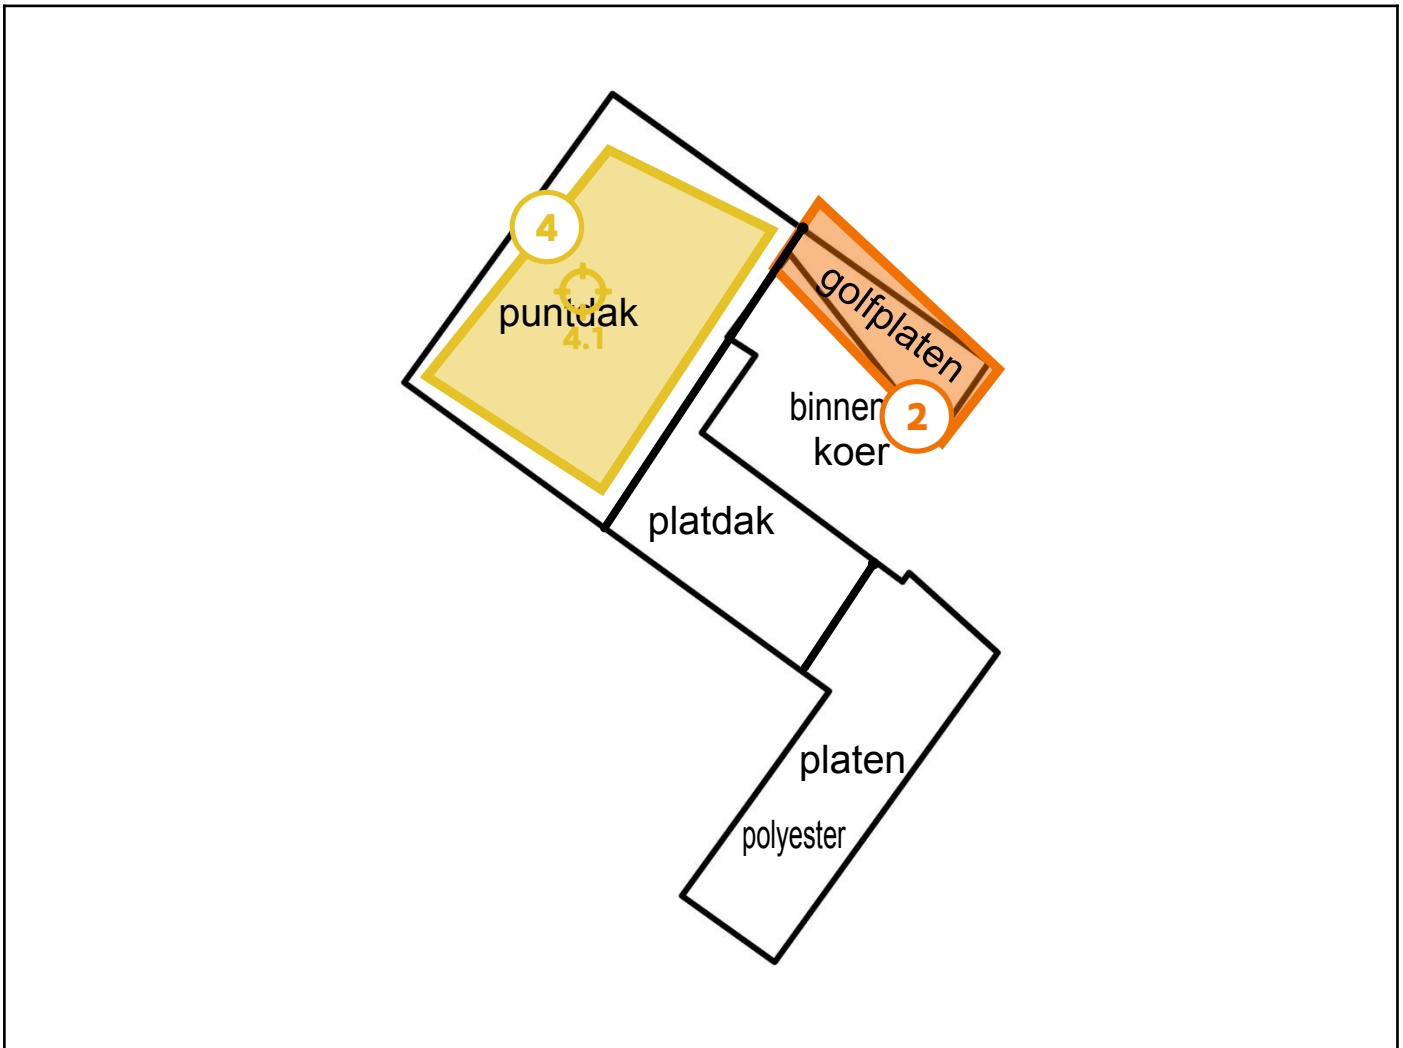 4
puntdak
4.1
golfplaten
2
binnen
koer
platdak
platen
polyester